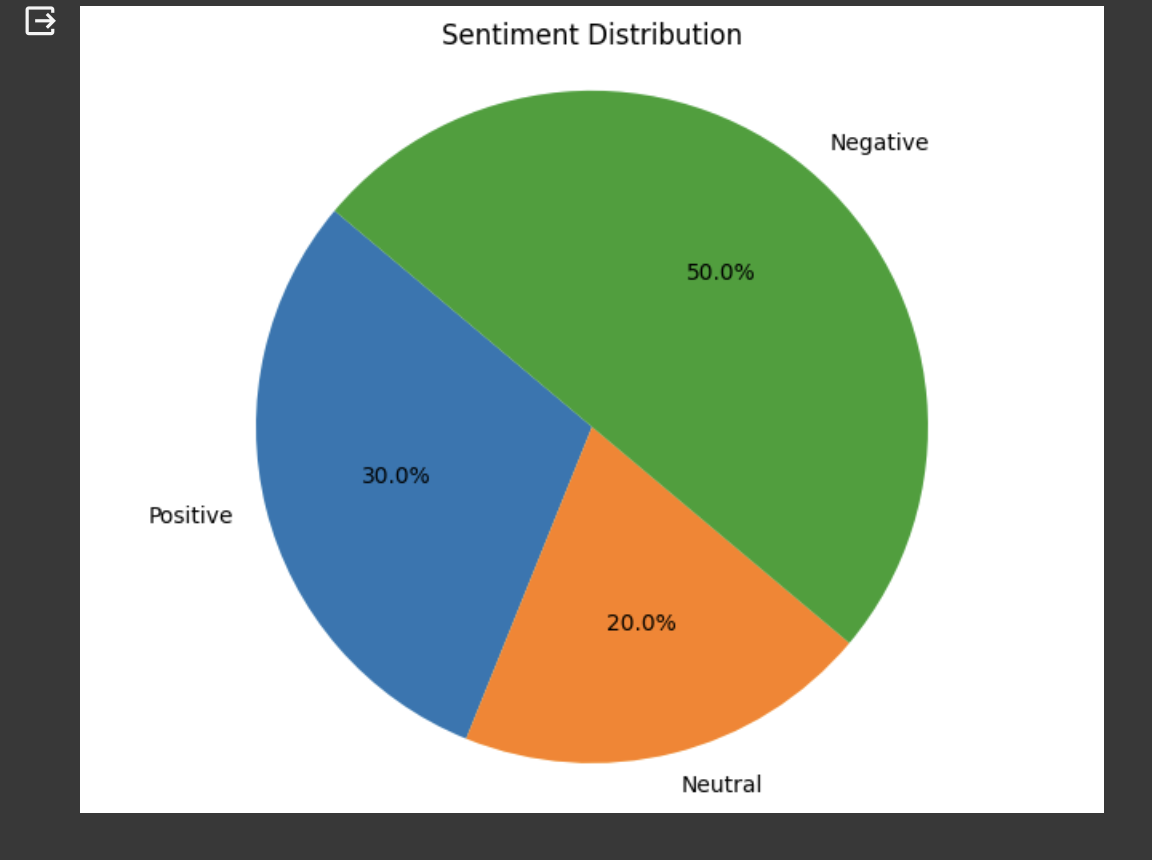 Sentiment Distribution
Negative
50.0%
30.0%
Positive
20.0%
Neutral